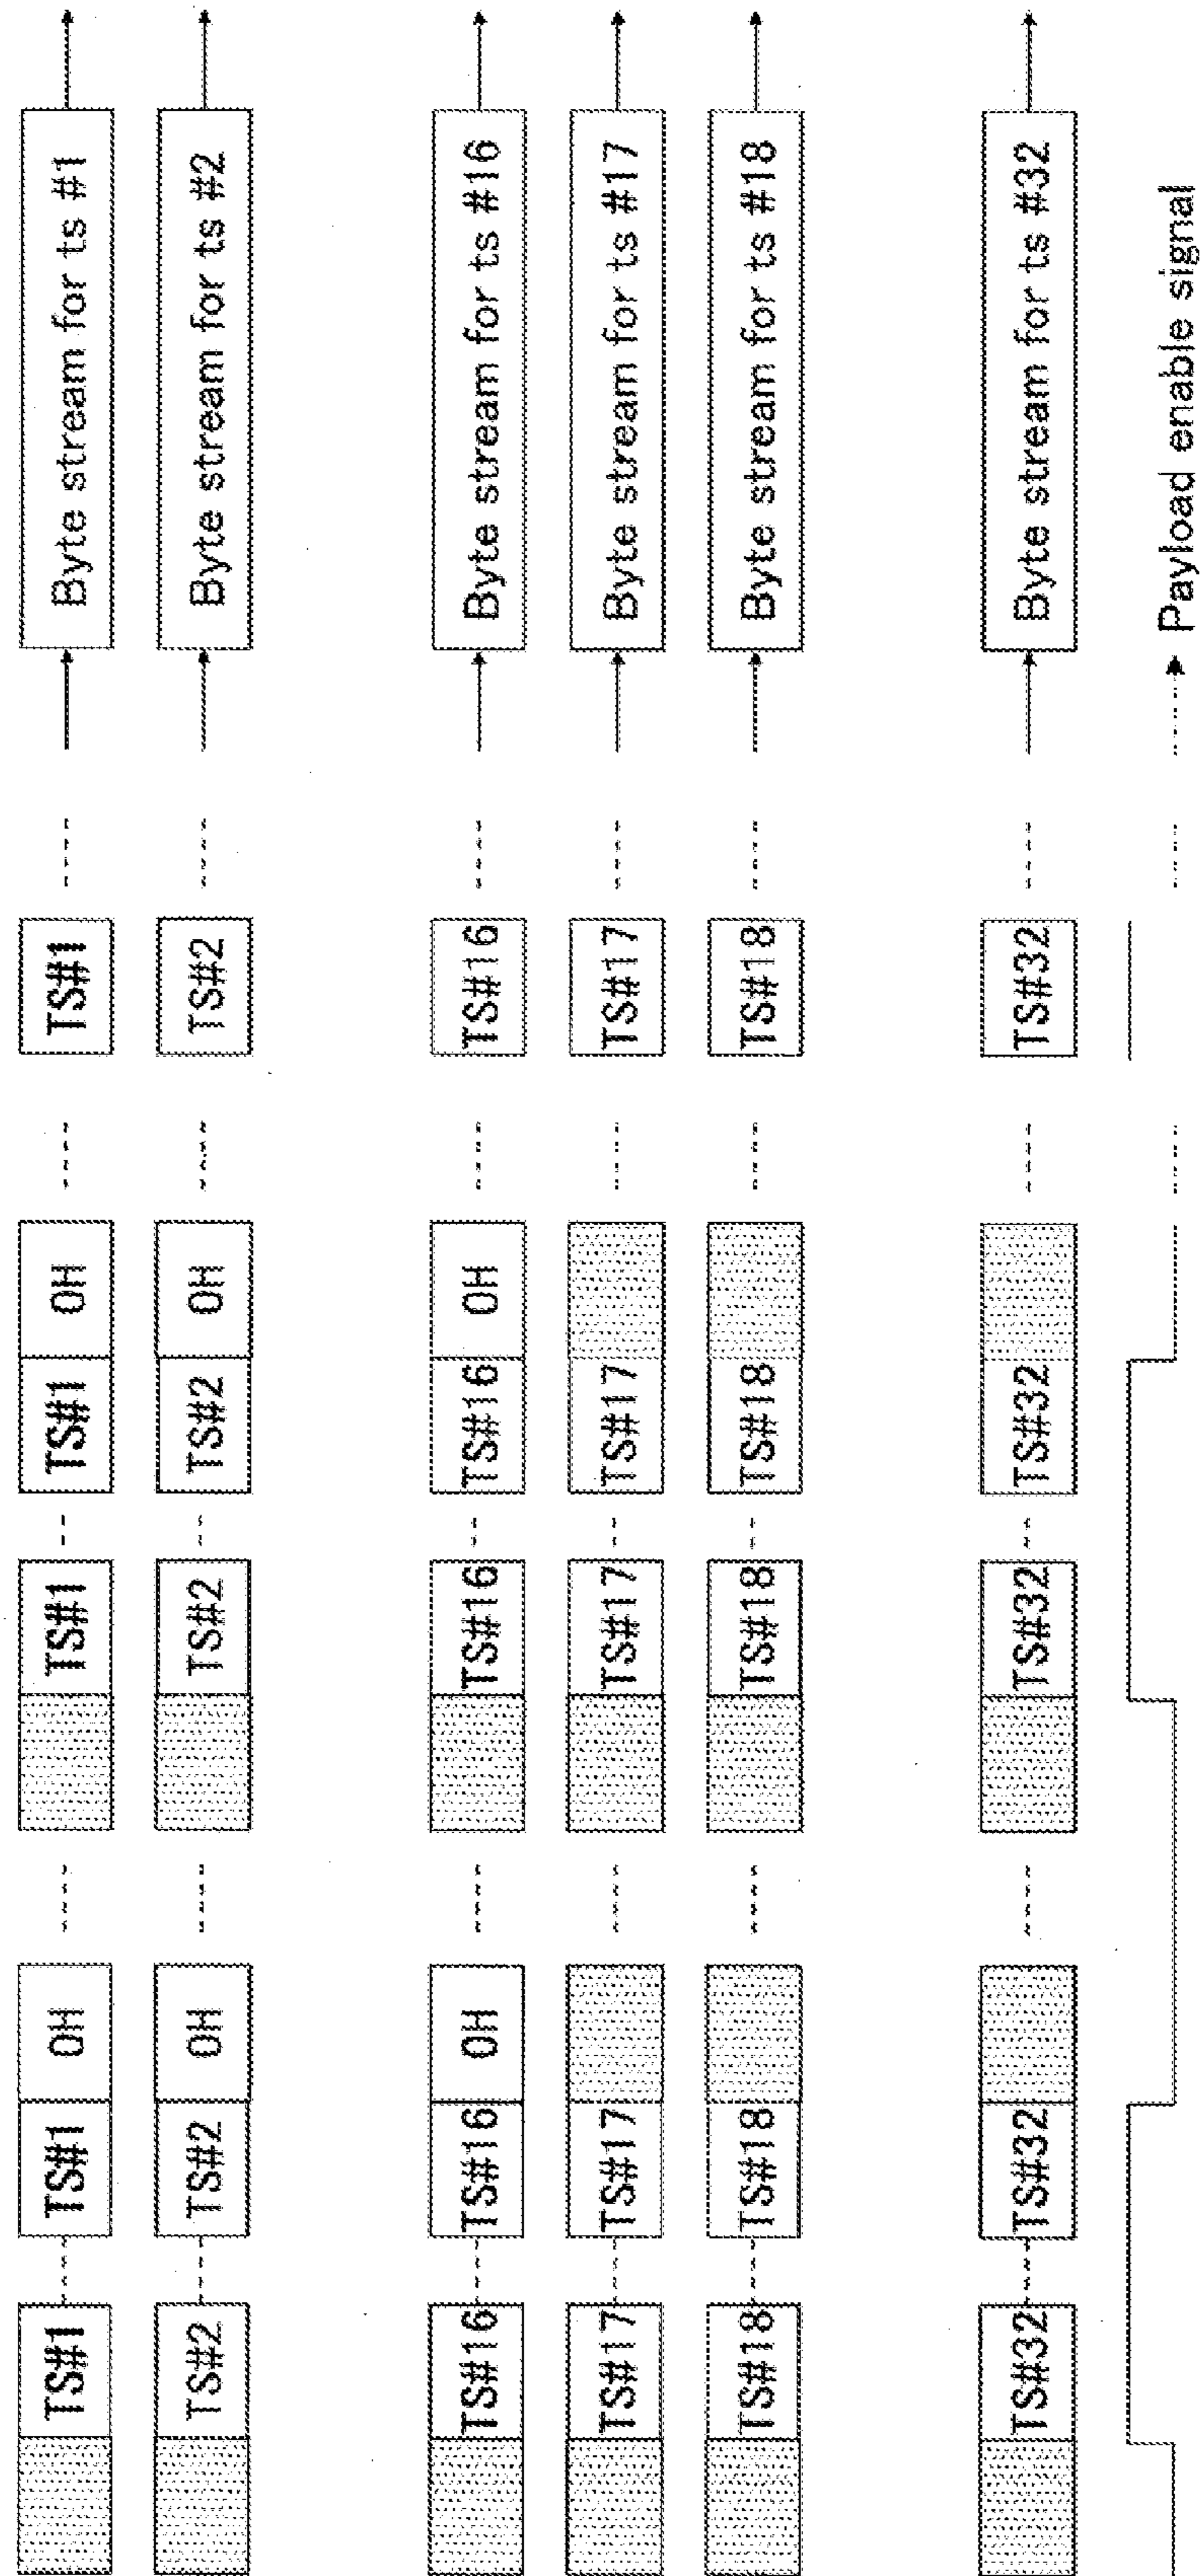 TS#1 TS#1 OH TS#1 TS#1 OH TS#1 Byte stream for ts #1
TS#2 TS#2 OH TS#2 TS#2 OH TS#2 Byte stream for ts #2
TS#16 TS#16 OH TS#16 TS#16 OH TS#16 Byte stream for ts #16
TS#17 TS#17 TS#17 TS#17 TS#17 Byte stream for ts #17
TS#18 TS#18 TS#18 TS#18 TS#18 Byte stream for ts #18
TS#32 TS#32 TS#32 TS#32 TS#32 Byte stream for ts #32
Payload enable signal